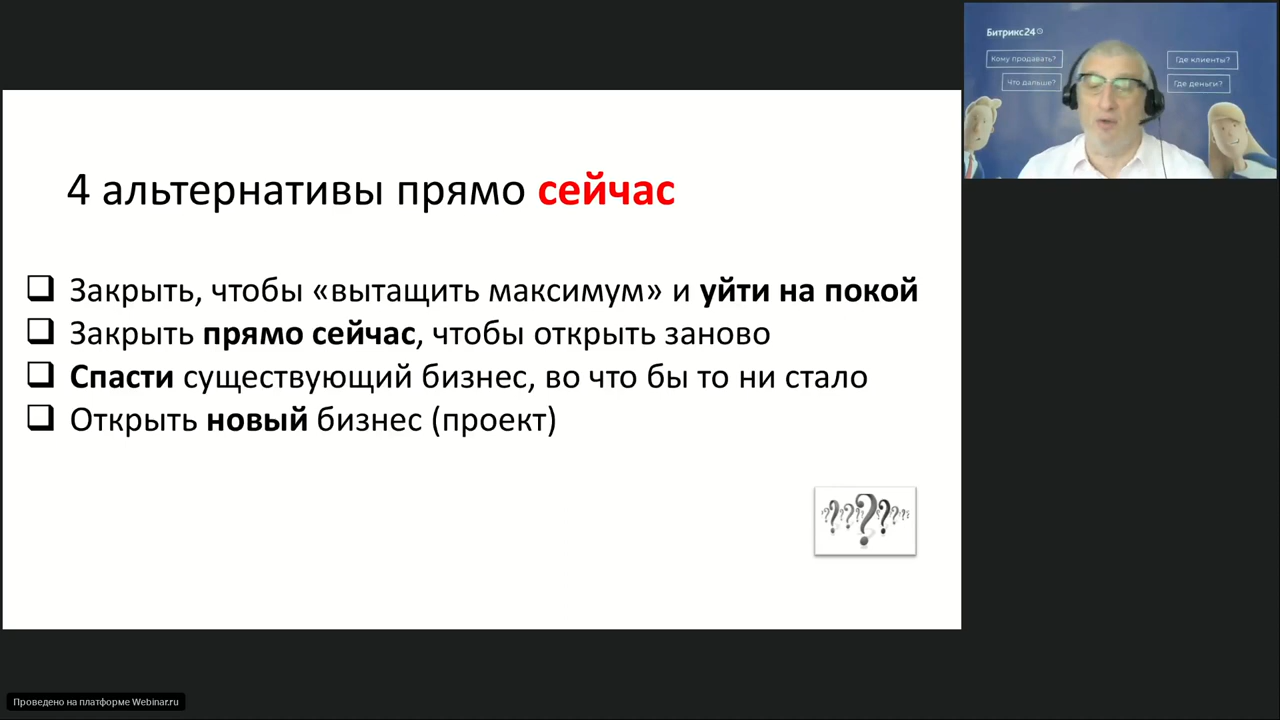 4 альтернативы прямо сейчас
Закрыть, чтобы «вытащить максимум» и уйти на покой
Закрыть прямо сейчас, чтобы открыть заново
Спасти существующий бизнес, во что бы то ни стало
Открыть новый бизнес (проект)
Битрикс24
Кому продавать?
Где клиенты?
Что дальше?
Где деньги?
Проведено на платформе Webinar.ru